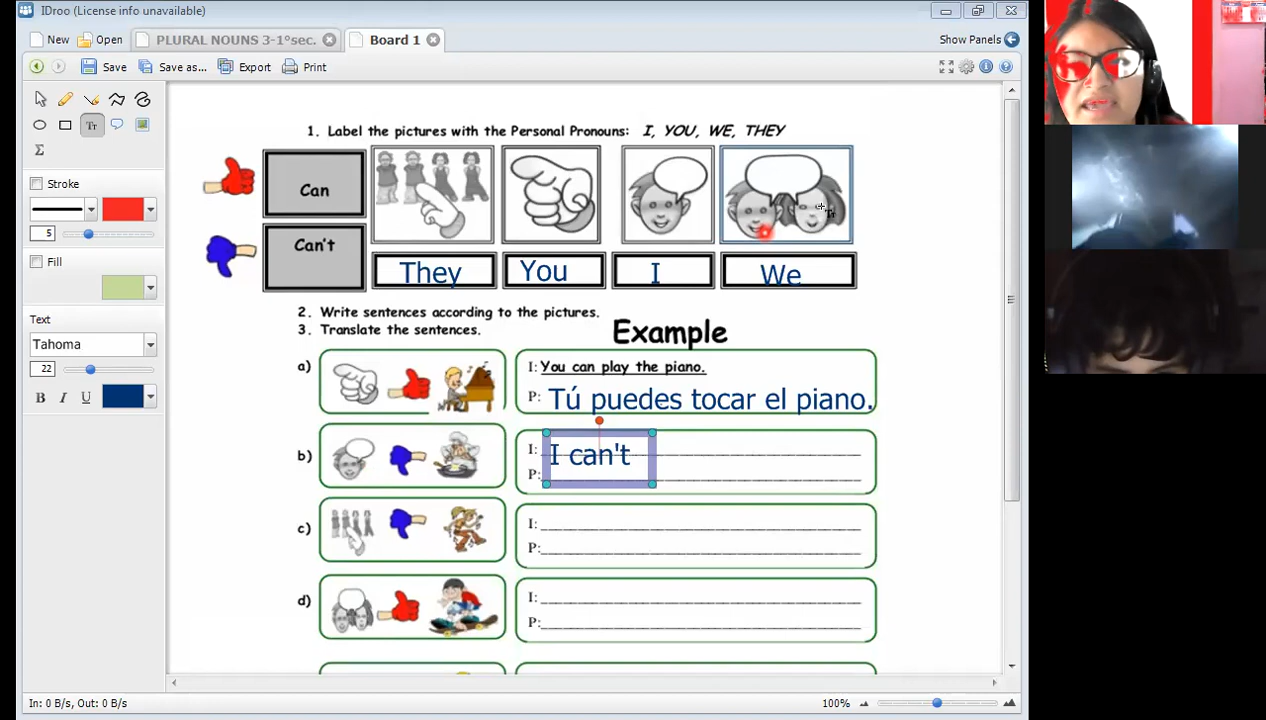 IDroo (License info unavailable)
New Open PLURAL NOUNS 3-1°sec. Board 1 Show Panels
Save Save as... Export Print
Tr
Σ
Stroke
5
Fill
Text
Tahoma
22
B I U
1. Label the pictures with the Personal Pronouns: I, YOU, WE, THEY
Can
Can't
They You I We
2. Write sentences according to the pictures.
3. Translate the sentences.
Example
a) I: You can play the piano.
P: Tú puedes tocar el piano.
b) I: I can't
P:
c) I:
P:
d) I:
P:
In: 0 B/s, Out: 0 B/s 100%